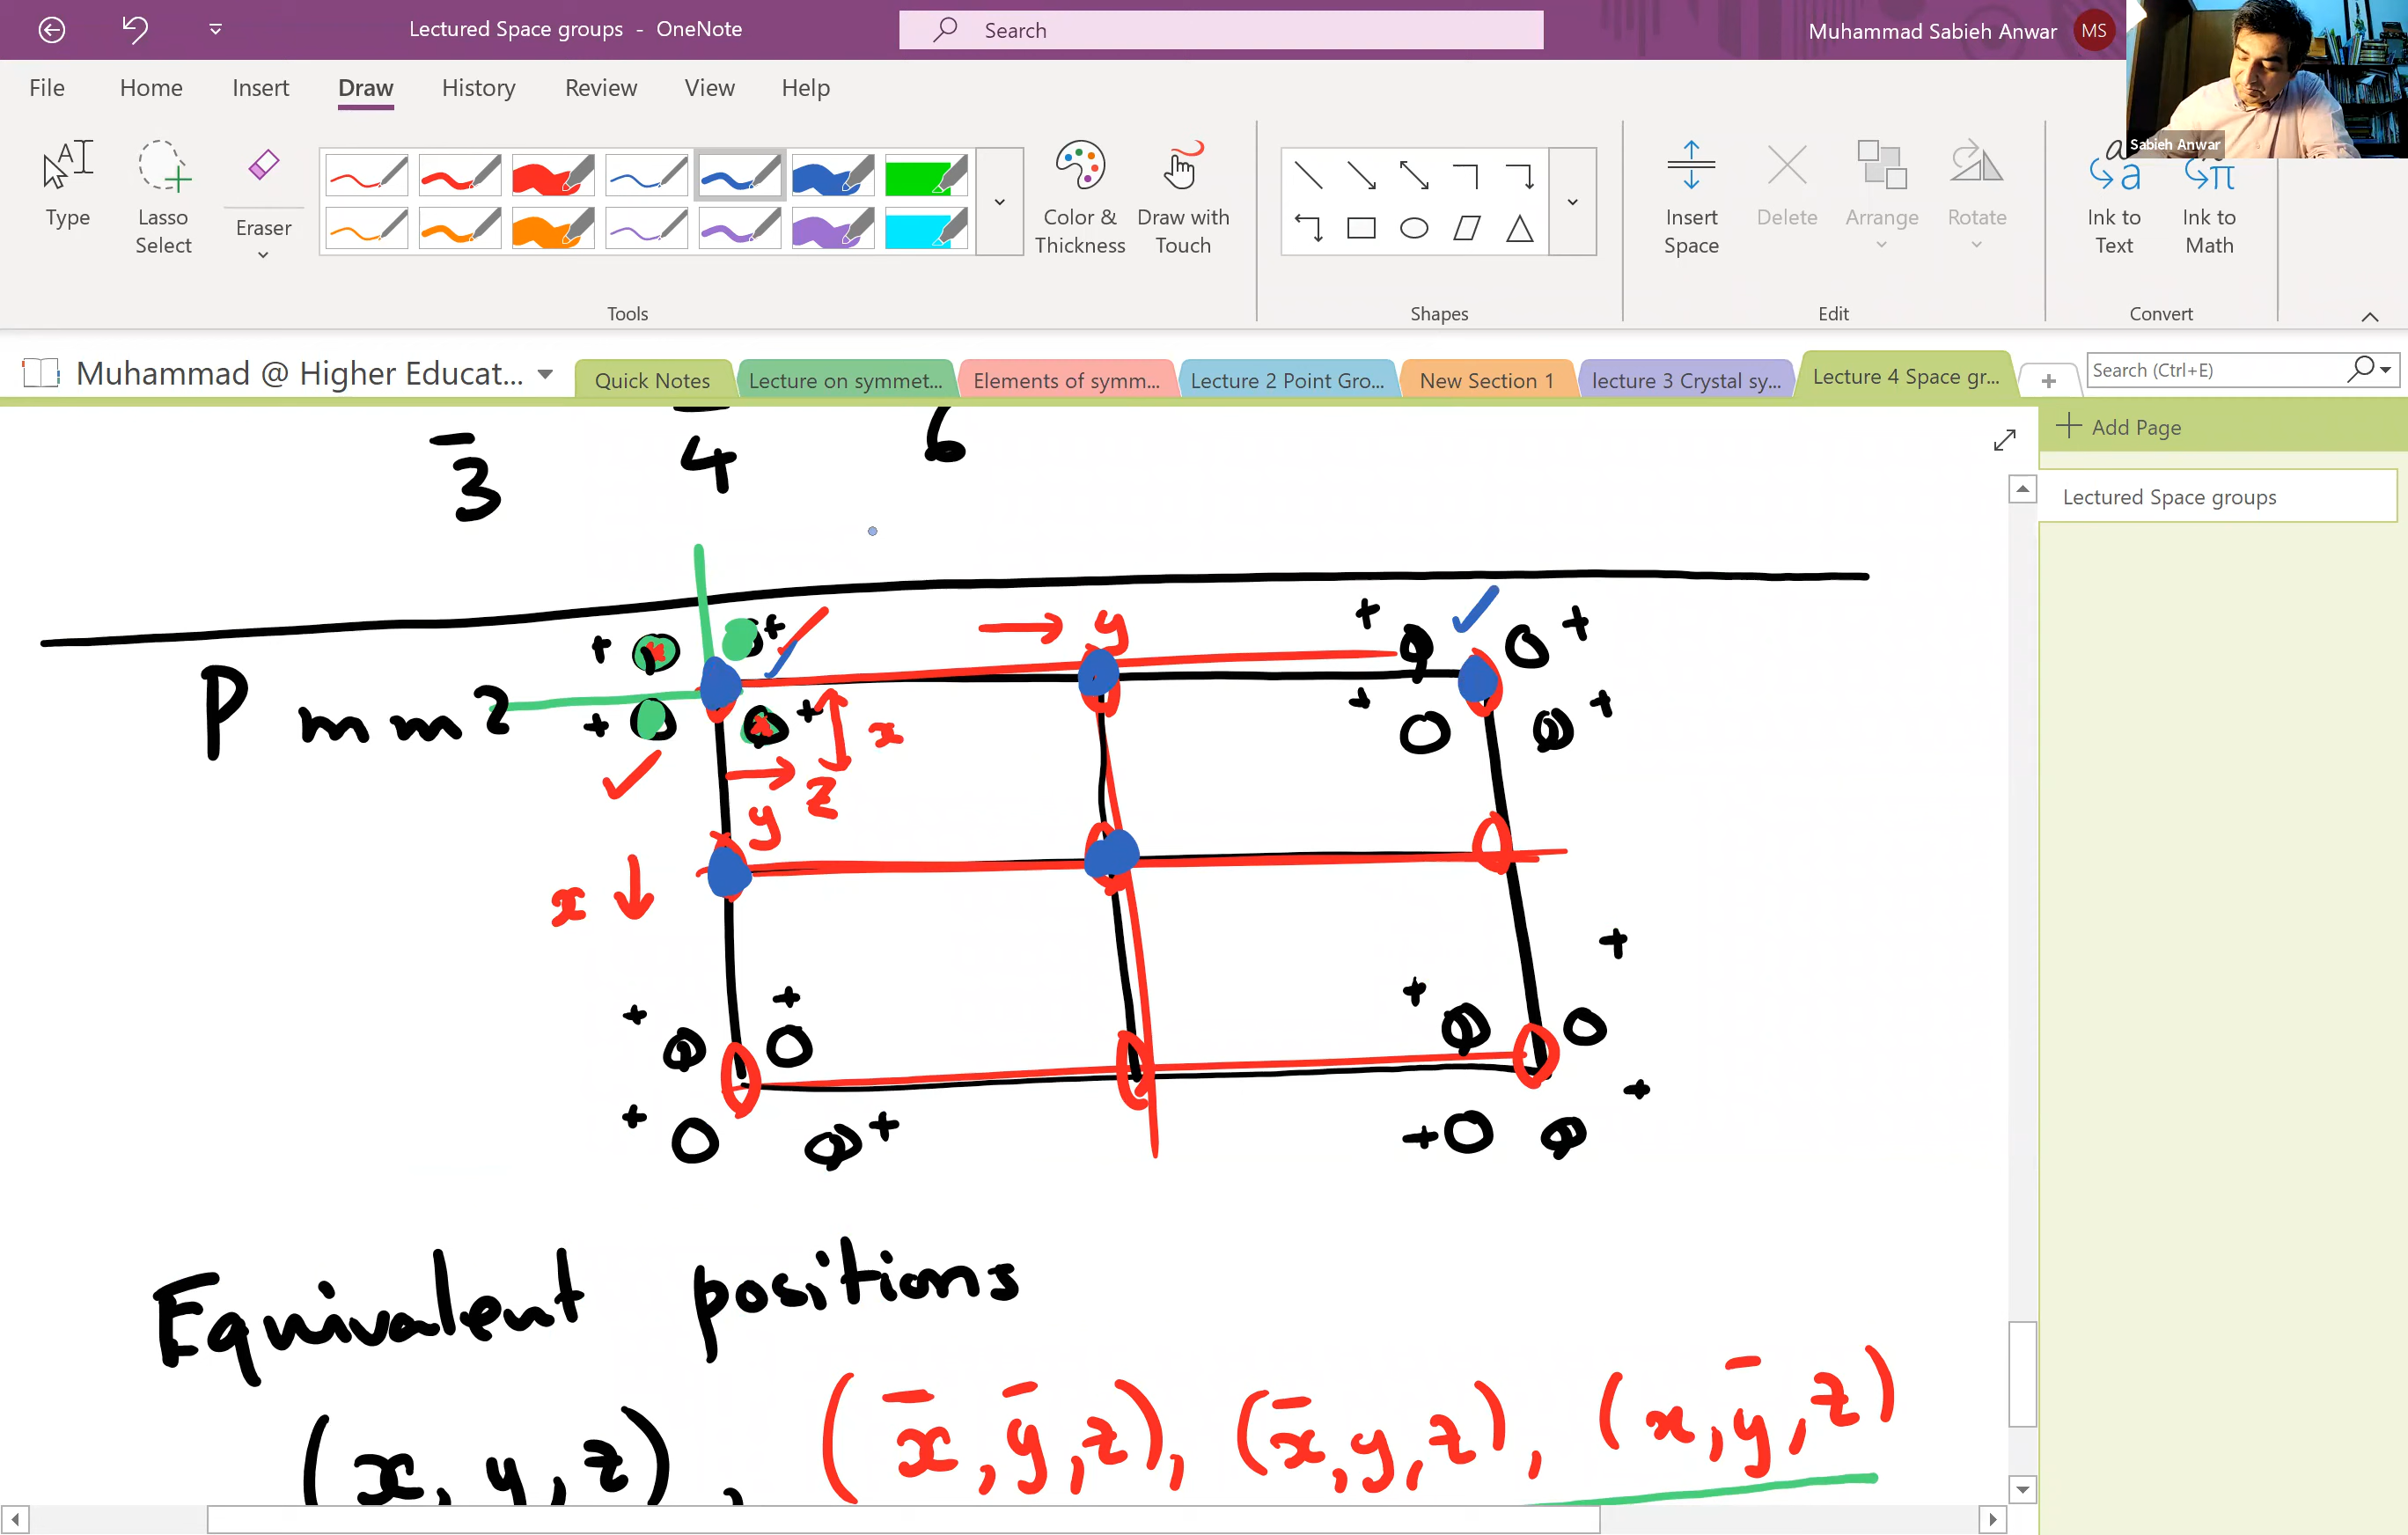 Lectured Space groups - OneNote
Search
Muhammad Sabieh Anwar MS
Sabieh Anwar
File Home Insert Draw History Review View Help
Type
Lasso Select
Eraser
Color & Thickness
Draw with Touch
Insert Space
Delete
Arrange
Rotate
Ink to Text
Ink to Math
Tools Shapes Edit Convert
Muhammad @ Higher Educat...
Quick Notes
Lecture on symmet...
Elements of symm...
Lecture 2 Point Gro...
New Section 1
lecture 3 Crystal sy...
Lecture 4 Space gr...
Search (Ctrl+E)
Add Page
Lectured Space groups
3̅ 4 6
P m m 2
y
x
z
y
x
Equivalent positions
(x, y, z), (x̅, y̅, z), (x̅, y, z), (x, y̅, z)